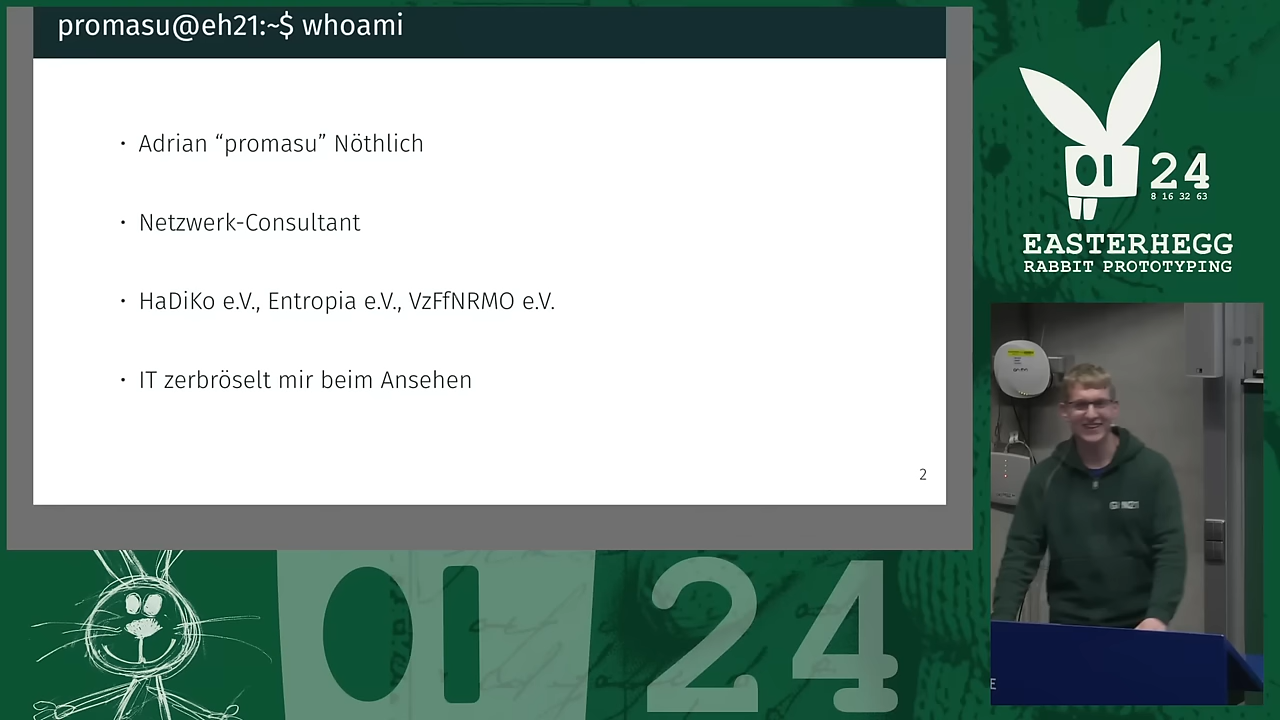 promasu@eh21:~$ whoami
• Adrian “promasu” Nöthlich
• Netzwerk-Consultant
• HaDiKo e.V., Entropia e.V., VzFfNRMO e.V.
• IT zerbröselt mir beim Ansehen
2
24
8 16 32 63
EASTERHEGG
RABBIT PROTOTYPING
24
E